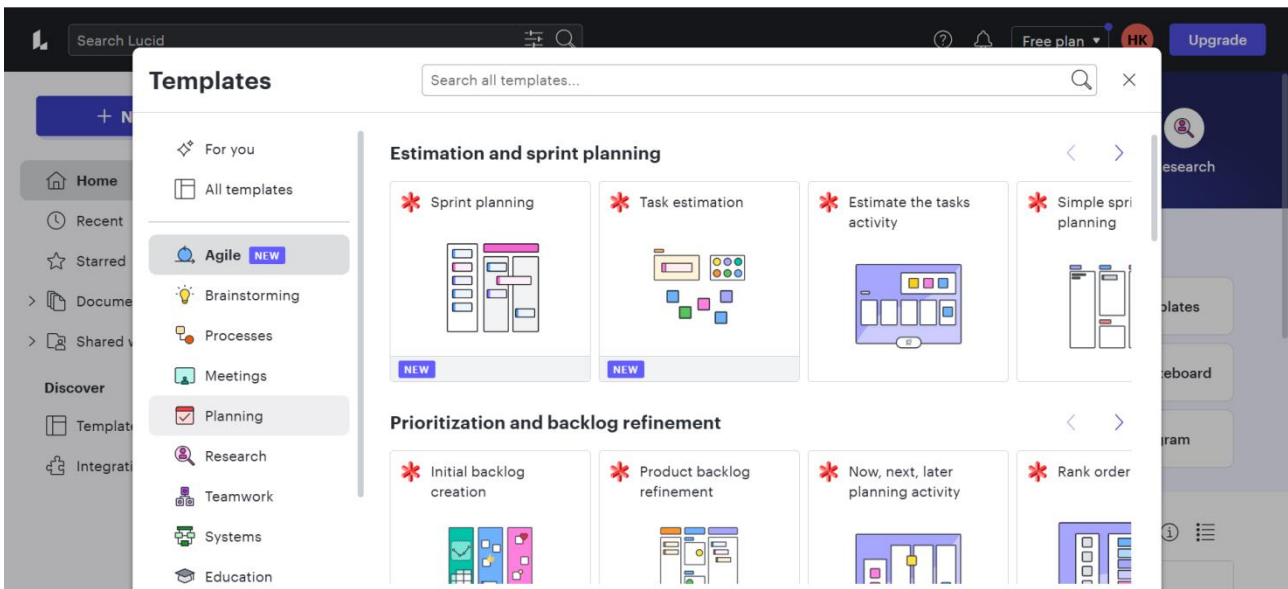 Search Lucid
Free plan
HK
Upgrade
Templates
Search all templates...
+ N
Home
Recent
Starred
Docume
Shared
Discover
Templat
Integrati
For you
All templates
Agile NEW
Brainstorming
Processes
Meetings
Planning
Research
Teamwork
Systems
Education
Estimation and sprint planning
Sprint planning
NEW
Task estimation
NEW
Estimate the tasks
activity
Simple spri
planning
Prioritization and backlog refinement
Initial backlog
creation
Product backlog
refinement
Now, next, later
planning activity
Rank order
esearch
plates
eboard
gram